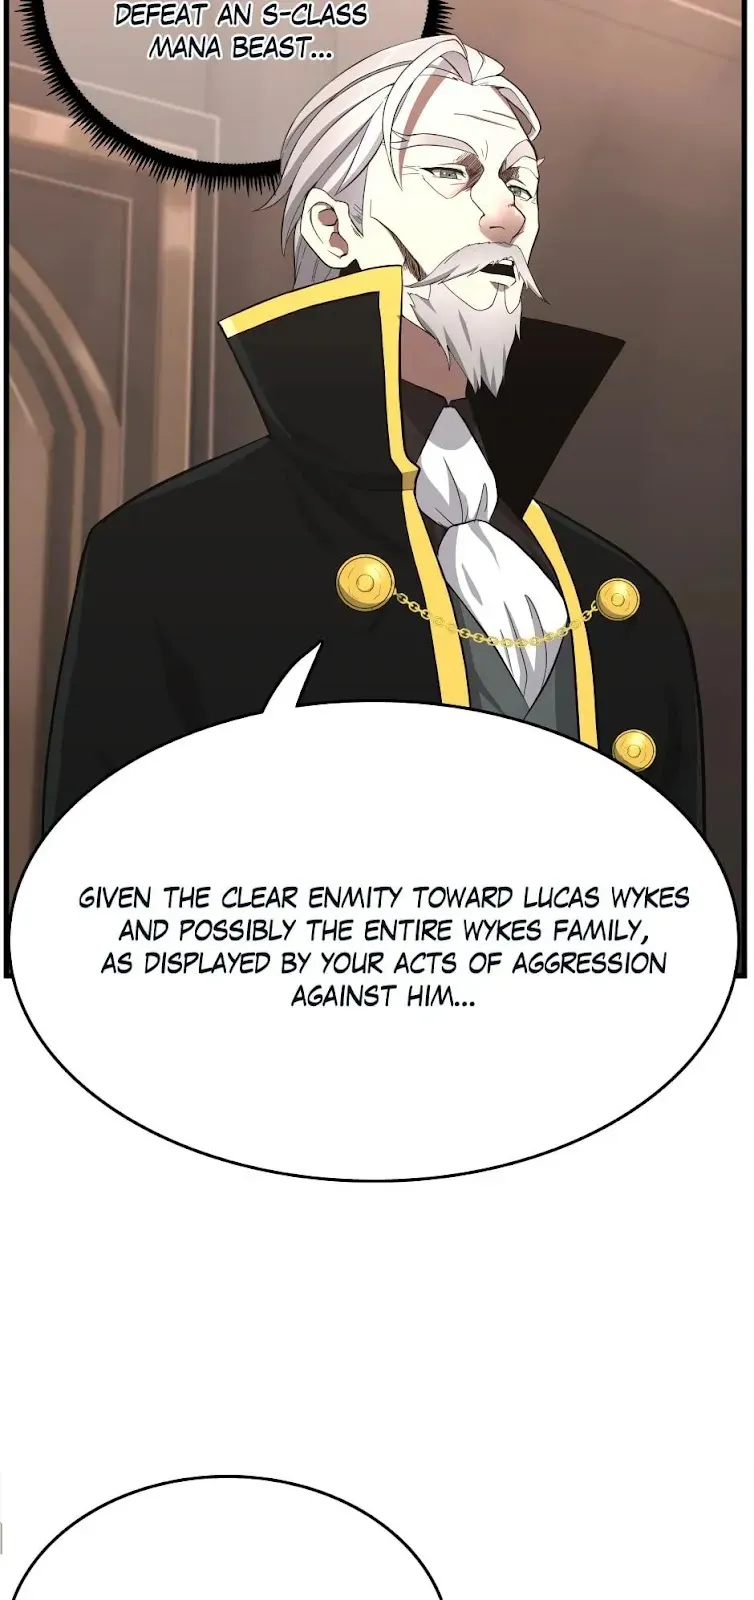 DEFEAT AN S-CLASS
MANA BEAST...
GIVEN THE CLEAR ENMITY TOWARD LUCAS WYKES
AND POSSIBLY THE ENTIRE WYKES FAMILY,
AS DISPLAYED BY YOUR ACTS OF AGGRESSION
AGAINST HIM...